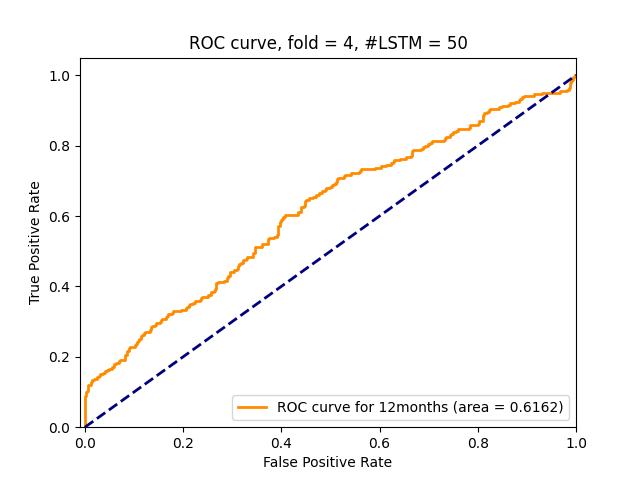 ROC curve, fold = 4, #LSTM = 50
True Positive Rate
1.0
0.8
0.6
0.4
0.2
0.0
ROC curve for 12months (area = 0.6162)
0.0 0.2 0.4 0.6 0.8 1.0
False Positive Rate